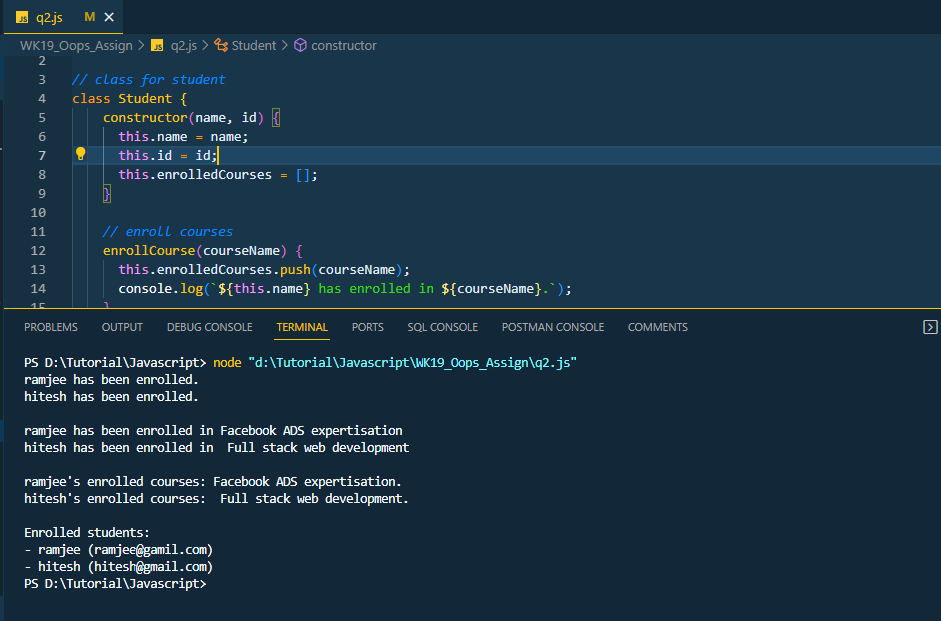 JS q2.js M ×
WK19_Oops_Assign > JS q2.js > Student > constructor
2
3 // class for student
4 class Student {
5 constructor(name, id) {
6 this.name = name;
7 this.id = id;
8 this.enrolledCourses = [];
9 }
10
11 // enroll courses
12 enrollCourse(courseName) {
13 this.enrolledCourses.push(courseName);
14 console.log(`${this.name} has enrolled in ${courseName}.`);
15 }
PROBLEMS OUTPUT DEBUG CONSOLE TERMINAL PORTS SQL CONSOLE POSTMAN CONSOLE COMMENTS
PS D:\Tutorial\Javascript> node "d:\Tutorial\Javascript\WK19_Oops_Assign\q2.js"
ramjee has been enrolled.
hitesh has been enrolled.
ramjee has been enrolled in Facebook ADS expertisation
hitesh has been enrolled in  Full stack web development
ramjee's enrolled courses: Facebook ADS expertisation.
hitesh's enrolled courses:  Full stack web development.
Enrolled students:
- ramjee (ramjee@gamil.com)
- hitesh (hitesh@gmail.com)
PS D:\Tutorial\Javascript>